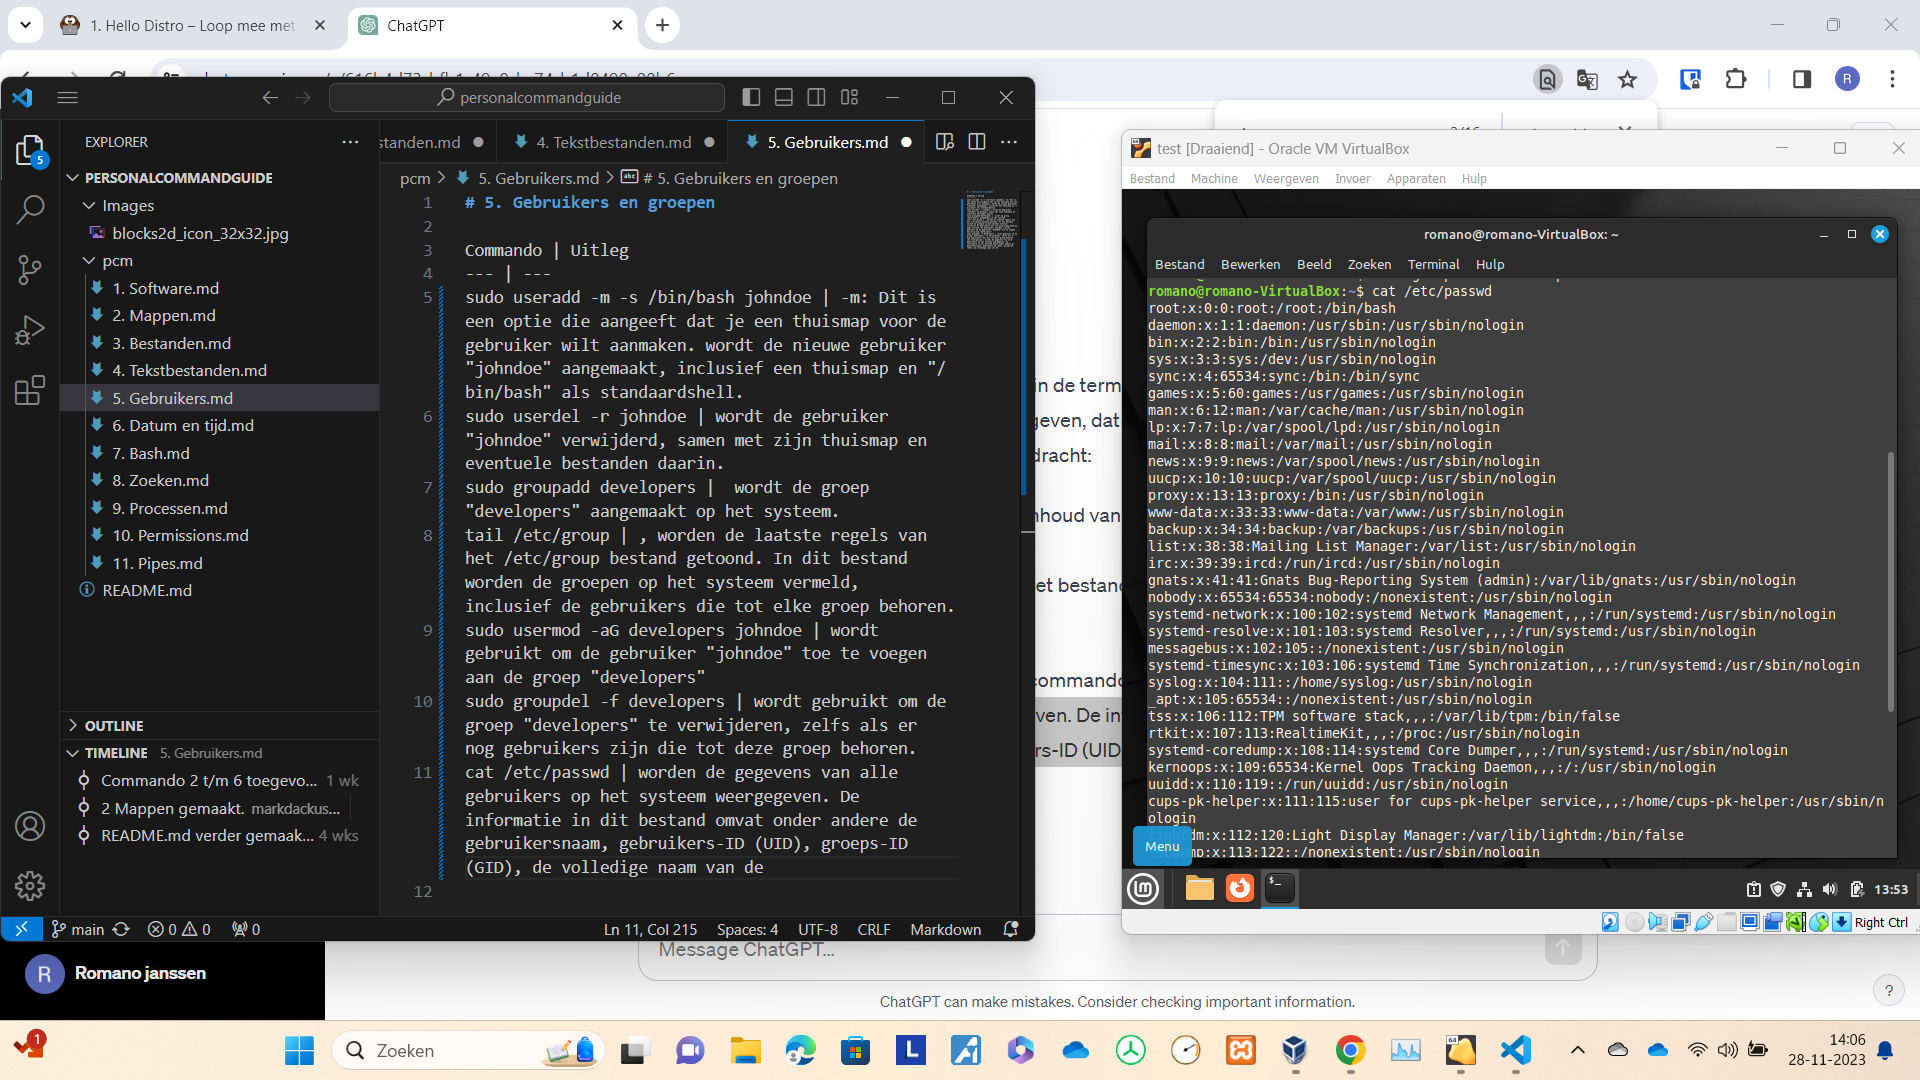 1. Hello Distro – Loop mee met
ChatGPT
personalcommandguide
EXPLORER
PERSONALCOMMANDGUIDE
Images
blocks2d_icon_32x32.jpg
pcm
1. Software.md
2. Mappen.md
3. Bestanden.md
4. Tekstbestanden.md
5. Gebruikers.md
6. Datum en tijd.md
7. Bash.md
8. Zoeken.md
9. Processen.md
10. Permissions.md
11. Pipes.md
README.md
OUTLINE
TIMELINE 5. Gebruikers.md
Commando 2 t/m 6 toegevo... 1 wk
2 Mappen gemaakt. markdackus...
README.md verder gemaak... 4 wks
5
standen.md
4. Tekstbestanden.md
5. Gebruikers.md
pcm > 5. Gebruikers.md > # 5. Gebruikers en groepen
1 # 5. Gebruikers en groepen
2
3 Commando | Uitleg
4 --- | ---
5 sudo useradd -m -s /bin/bash johndoe | -m: Dit is
een optie die aangeeft dat je een thuismap voor de
gebruiker wilt aanmaken. wordt de nieuwe gebruiker
"johndoe" aangemaakt, inclusief een thuismap en "/
bin/bash" als standaardshell.
6 sudo userdel -r johndoe | wordt de gebruiker
"johndoe" verwijderd, samen met zijn thuismap en
eventuele bestanden daarin.
7 sudo groupadd developers |  wordt de groep
"developers" aangemaakt op het systeem.
8 tail /etc/group | , worden de laatste regels van
het /etc/group bestand getoond. In dit bestand
worden de groepen op het systeem vermeld,
inclusief de gebruikers die tot elke groep behoren.
9 sudo usermod -aG developers johndoe | wordt
gebruikt om de gebruiker "johndoe" toe te voegen
aan de groep "developers"
10 sudo groupdel -f developers | wordt gebruikt om de
groep "developers" te verwijderen, zelfs als er
nog gebruikers zijn die tot deze groep behoren.
11 cat /etc/passwd | worden de gegevens van alle
gebruikers op het systeem weergegeven. De
informatie in dit bestand omvat onder andere de
gebruikersnaam, gebruikers-ID (UID), groeps-ID
(GID), de volledige naam van de
12
main 0 0 0 Ln 11, Col 215 Spaces: 4 UTF-8 CRLF Markdown
in de term
geven, dat
dracht:
nhoud van
et bestand
commando
ven. De in
rs-ID (UID
R
test [Draaiend] - Oracle VM VirtualBox
Bestand Machine Weergeven Invoer Apparaten Hulp
romano@romano-VirtualBox: ~
Bestand Bewerken Beeld Zoeken Terminal Hulp
romano@romano-VirtualBox:~$ cat /etc/passwd
root:x:0:0:root:/root:/bin/bash
daemon:x:1:1:daemon:/usr/sbin:/usr/sbin/nologin
bin:x:2:2:bin:/bin:/usr/sbin/nologin
sys:x:3:3:sys:/dev:/usr/sbin/nologin
sync:x:4:65534:sync:/bin:/bin/sync
games:x:5:60:games:/usr/games:/usr/sbin/nologin
man:x:6:12:man:/var/cache/man:/usr/sbin/nologin
lp:x:7:7:lp:/var/spool/lpd:/usr/sbin/nologin
mail:x:8:8:mail:/var/mail:/usr/sbin/nologin
news:x:9:9:news:/var/spool/news:/usr/sbin/nologin
uucp:x:10:10:uucp:/var/spool/uucp:/usr/sbin/nologin
proxy:x:13:13:proxy:/bin:/usr/sbin/nologin
www-data:x:33:33:www-data:/var/www:/usr/sbin/nologin
backup:x:34:34:backup:/var/backups:/usr/sbin/nologin
list:x:38:38:Mailing List Manager:/var/list:/usr/sbin/nologin
irc:x:39:39:ircd:/run/ircd:/usr/sbin/nologin
gnats:x:41:41:Gnats Bug-Reporting System (admin):/var/lib/gnats:/usr/sbin/nologin
nobody:x:65534:65534:nobody:/nonexistent:/usr/sbin/nologin
systemd-network:x:100:102:systemd Network Management,,,:/run/systemd:/usr/sbin/nologin
systemd-resolve:x:101:103:systemd Resolver,,,:/run/systemd:/usr/sbin/nologin
messagebus:x:102:105::/nonexistent:/usr/sbin/nologin
systemd-timesync:x:103:106:systemd Time Synchronization,,,:/run/systemd:/usr/sbin/nologin
syslog:x:104:111::/home/syslog:/usr/sbin/nologin
_apt:x:105:65534::/nonexistent:/usr/sbin/nologin
tss:x:106:112:TPM software stack,,,:/var/lib/tpm:/bin/false
rtkit:x:107:113:RealtimeKit,,,:/proc:/usr/sbin/nologin
systemd-coredump:x:108:114:systemd Core Dumper,,,:/run/systemd:/usr/sbin/nologin
kernoops:x:109:65534:Kernel Oops Tracking Daemon,,,:/:/usr/sbin/nologin
uuidd:x:110:119::/run/uuidd:/usr/sbin/nologin
cups-pk-helper:x:111:115:user for cups-pk-helper service,,,:/home/cups-pk-helper:/usr/sbin/n
ologin
:x:112:120:Light Display Manager:/var/lib/lightdm:/bin/false
:x:113:122::/nonexistent:/usr/sbin/nologin
Menu
13:53
Right Ctrl
R Romano janssen
Message ChatGPT...
ChatGPT can make mistakes. Consider checking important information.
?
1
Zoeken
14:06
28-11-2023